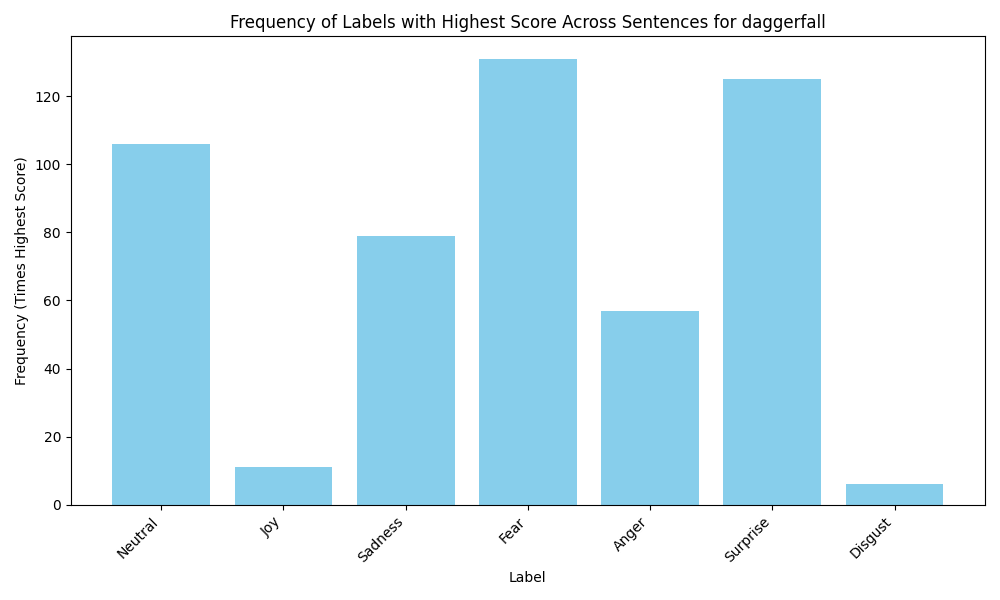 Frequency of Labels with Highest Score Across Sentences for daggerfall
Frequency (Times Highest Score)
120
100
80
60
40
20
0
Neutral
Joy
Sadness
Fear
Anger
Surprise
Disgust
Label